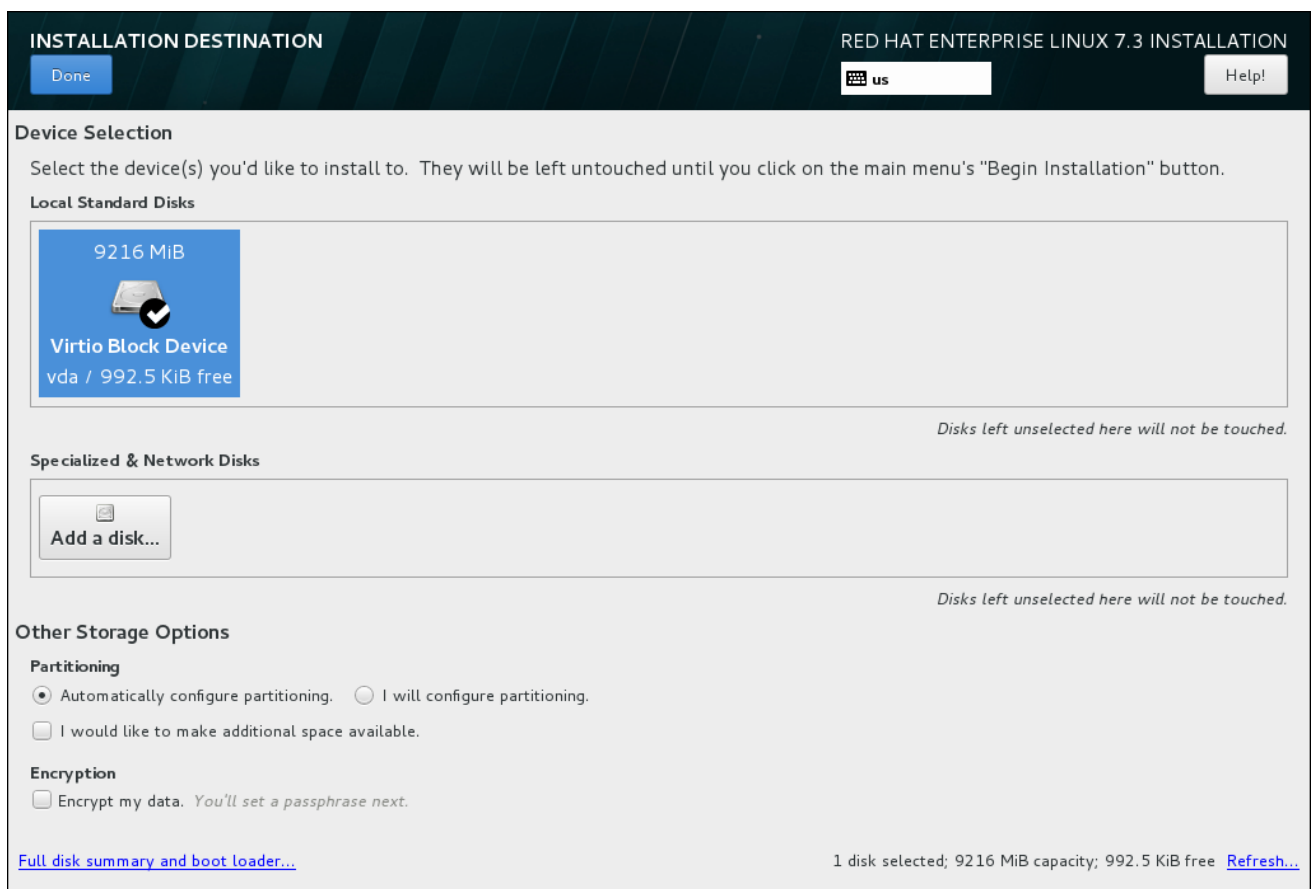 INSTALLATION DESTINATION
RED HAT ENTERPRISE LINUX 7.3 INSTALLATION
Done
us
Help!
Device Selection
Select the device(s) you'd like to install to.  They will be left untouched until you click on the main menu's "Begin Installation" button.
Local Standard Disks
9216 MiB
Virtio Block Device
vda / 992.5 KiB free
Disks left unselected here will not be touched.
Specialized & Network Disks
Add a disk...
Disks left unselected here will not be touched.
Other Storage Options
Partitioning
Automatically configure partitioning. I will configure partitioning.
I would like to make additional space available.
Encryption
Encrypt my data. You'll set a passphrase next.
Full disk summary and boot loader... 1 disk selected; 9216 MiB capacity; 992.5 KiB free Refresh...